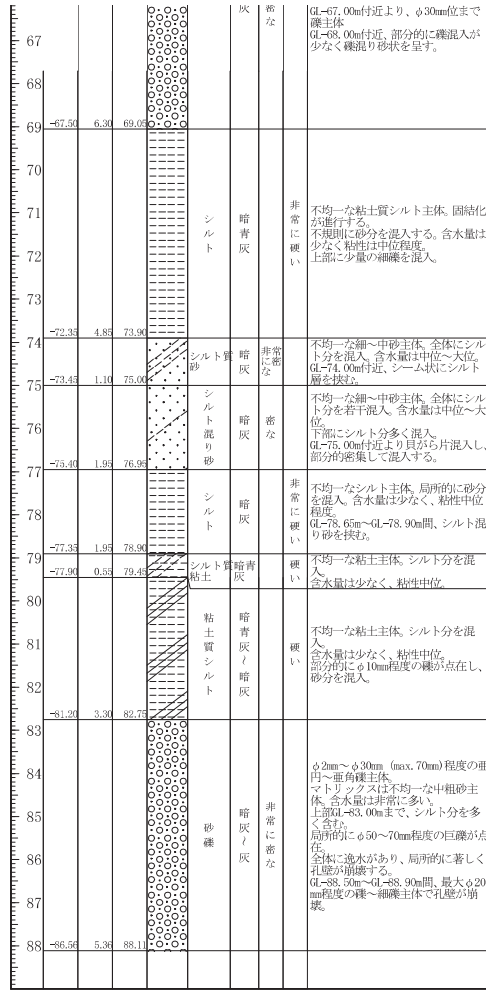 灰
密な
GL-67.00m付近より、φ30mm位まで
礫主体
GL-68.00m付近、部分的に礫混入が
少なく礫混り砂状を呈す。
67
68
69
-67.50 6.30 69.05
70
71
72
73
シルト
暗青灰
非常に硬い
不均一な粘土質シルト主体。固結化
が進行する。
不規則に砂分を混入する。含水量は
少なく粘性は中位程度。
上部に少量の細礫を混入。
-72.35 4.85 73.90
74
シルト質
砂
暗灰
非常に密な
不均一な細〜中砂主体。全体にシル
ト分を混入。含水量は中位〜大位。
GL-74.00m付近、シーム状にシルト
層を挟む。
-73.45 1.10 75.00
75
76
シルト混り砂
暗灰
密な
不均一な細〜中砂主体。全体にシル
ト分を若干混入。含水量は中位〜大
位。
下部にシルト分多く混入。
GL-75.00m付近より貝がら片混入し、
部分的密集して混入する。
-75.40 1.95 76.95
77
78
シルト
暗灰
非常に硬い
不均一なシルト主体。局所的に砂分
を混入。含水量は少なく、粘性中位
程度。
GL-78.65m〜GL-78.90m間、シルト混
り砂を挟む。
-77.35 1.95 78.90
79
シルト質
粘土
暗青
灰
硬い
不均一な粘土主体。シルト分を混
入。
含水量は少なく、粘性中位。
-77.90 0.55 79.45
80
81
82
粘土質シルト
暗青灰〜暗灰
硬い
不均一な粘土主体。シルト分を混
入。
含水量は少なく、粘性中位。
部分的にφ10mm程度の礫が点在し、
砂分を混入。
-81.20 3.30 82.75
83
84
85
86
87
砂礫
暗灰〜灰
非常に密な
φ2mm〜φ30mm (max.70mm)程度の亜
円〜亜角礫主体。
マトリックスは不均一な中粗砂主
体。含水量は非常に多い。
上部GL-83.00mまで、シルト分を多
く含む。
局所的にφ50〜70mm程度の巨礫が点
在。
全体に逸水があり、局所的に著しく
孔壁が崩壊する。
GL-88.50m〜GL-88.90m間、最大φ20
mm程度の礫〜細礫主体で孔壁が崩
壊。
88
-86.56 5.36 88.11